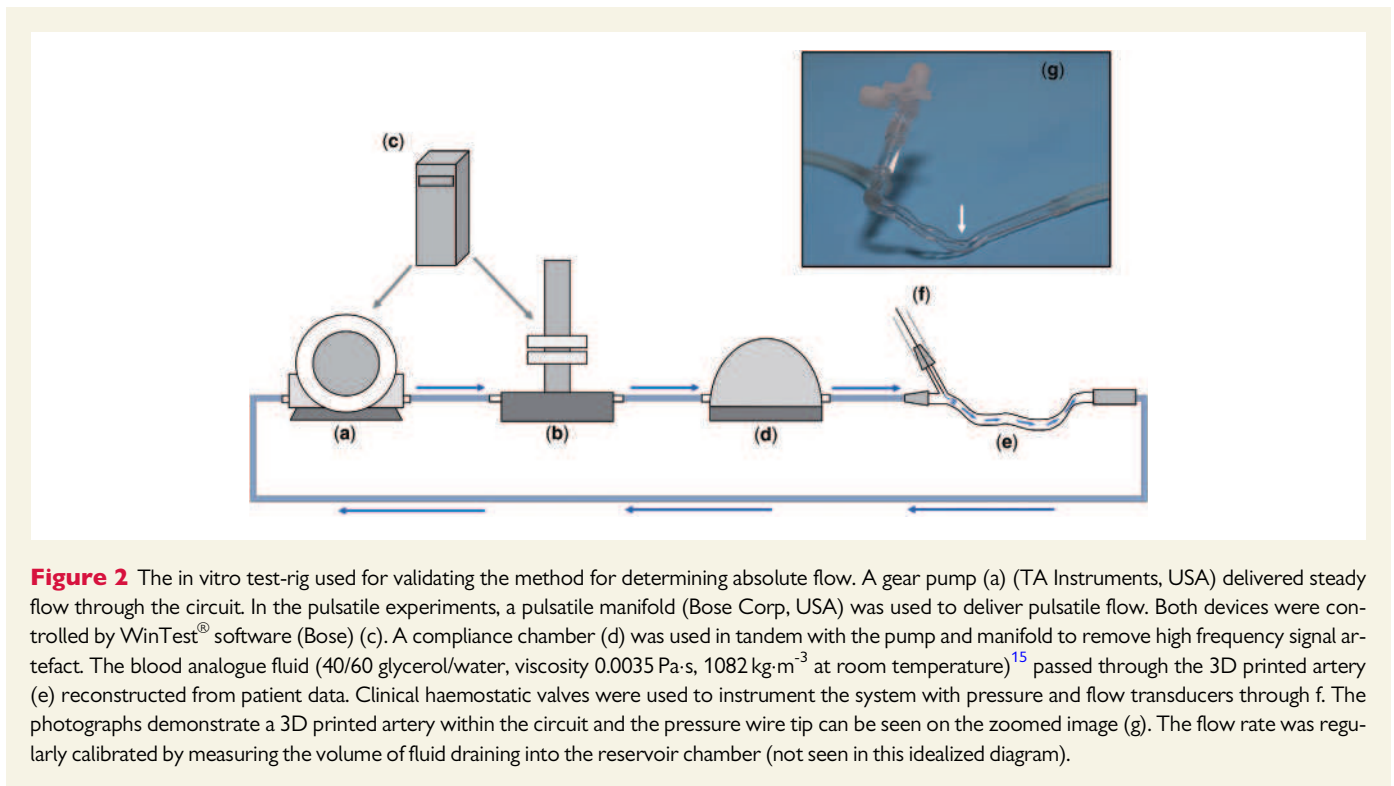 (g)
(c)
(f)
(a)
(b)
(d)
(e)
Figure 2 The in vitro test-rig used for validating the method for determining absolute flow. A gear pump (a) (TA Instruments, USA) delivered steady
flow through the circuit. In the pulsatile experiments, a pulsatile manifold (Bose Corp, USA) was used to deliver pulsatile flow. Both devices were con-
trolled by WinTest® software (Bose) (c). A compliance chamber (d) was used in tandem with the pump and manifold to remove high frequency signal ar-
tefact. The blood analogue fluid (40/60 glycerol/water, viscosity 0.0035 Pa·s, 1082 kg·m⁻³ at room temperature)¹⁵ passed through the 3D printed artery
(e) reconstructed from patient data. Clinical haemostatic valves were used to instrument the system with pressure and flow transducers through f. The
photographs demonstrate a 3D printed artery within the circuit and the pressure wire tip can be seen on the zoomed image (g). The flow rate was regu-
larly calibrated by measuring the volume of fluid draining into the reservoir chamber (not seen in this idealized diagram).